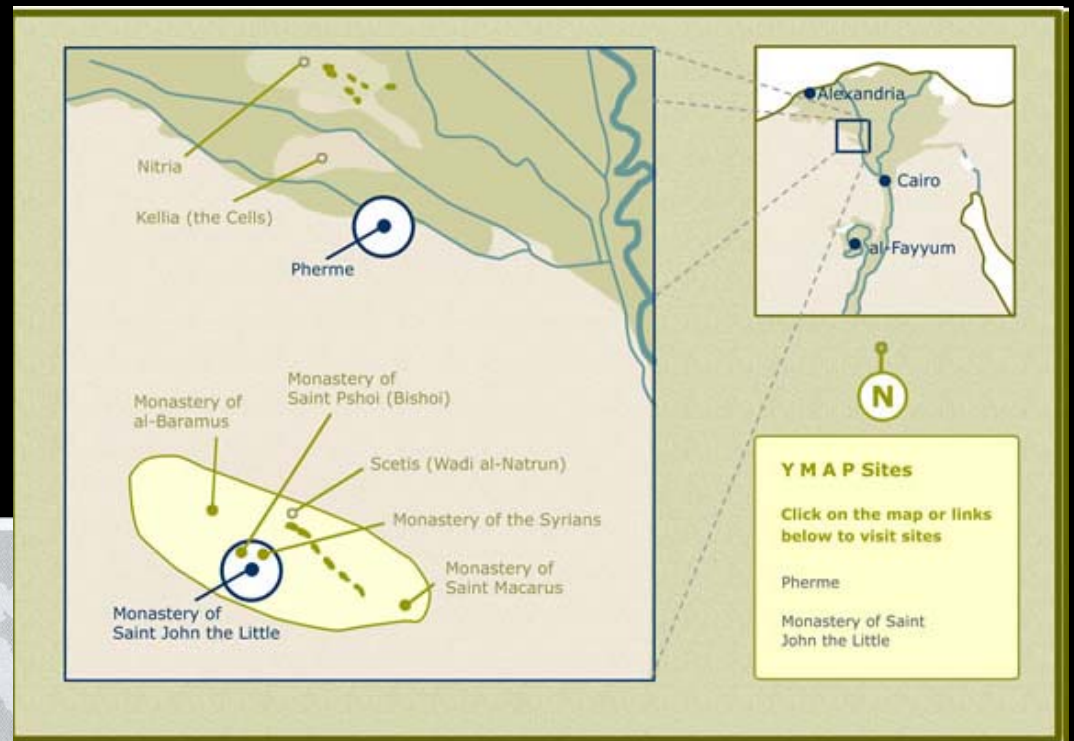 Nitria
Kellia (the Cells)
Pherme
Monastery of
Saint Pshoi (Bishoi)
Monastery of
al-Baramus
Scetis (Wadi al-Natrun)
Monastery of the Syrians
Monastery of
Saint Macarus
Monastery of
Saint John the Little
Alexandria
Cairo
al-Fayyum
N
Y M A P Sites
Click on the map or links
below to visit sites
Pherme
Monastery of Saint
John the Little